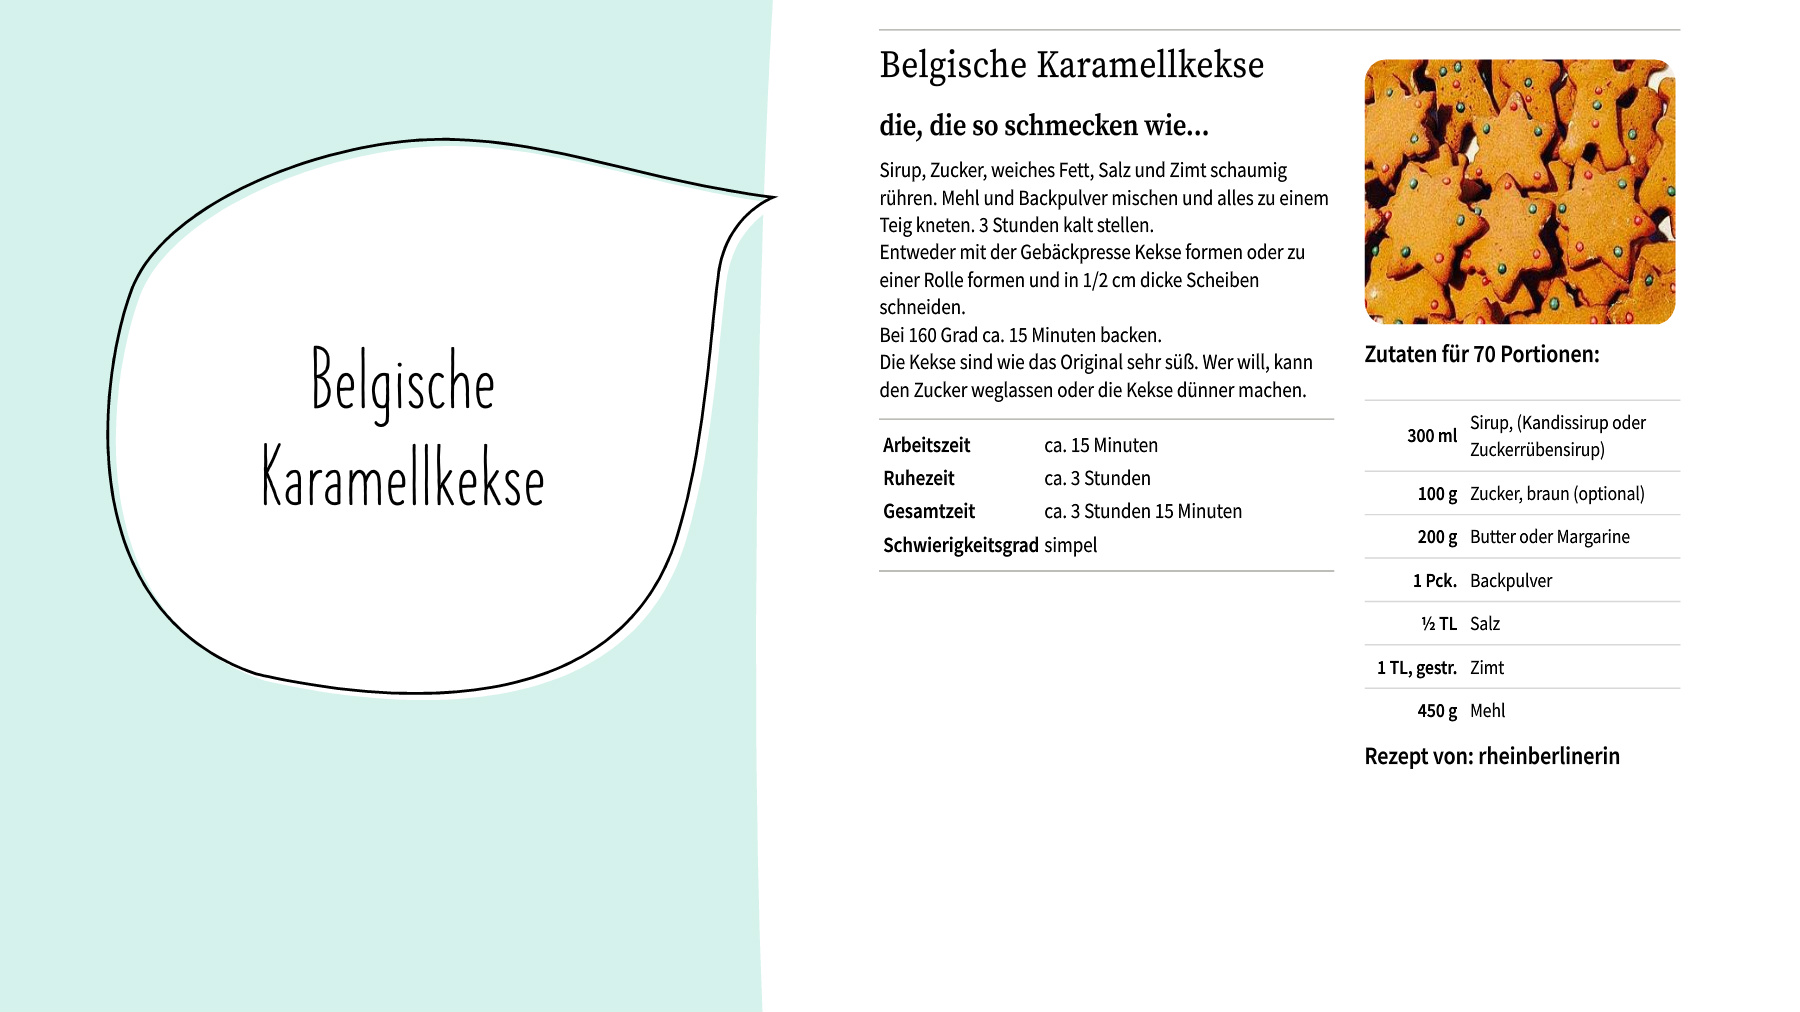 Belgische
Karamellkekse
Belgische Karamellkekse
die, die so schmecken wie...
Sirup, Zucker, weiches Fett, Salz und Zimt schaumig
rühren. Mehl und Backpulver mischen und alles zu einem
Teig kneten. 3 Stunden kalt stellen.
Entweder mit der Gebäckpresse Kekse formen oder zu
einer Rolle formen und in 1/2 cm dicke Scheiben
schneiden.
Bei 160 Grad ca. 15 Minuten backen.
Die Kekse sind wie das Original sehr süß. Wer will, kann
den Zucker weglassen oder die Kekse dünner machen.
Arbeitszeit ca. 15 Minuten
Ruhezeit ca. 3 Stunden
Gesamtzeit ca. 3 Stunden 15 Minuten
Schwierigkeitsgrad simpel
Zutaten für 70 Portionen:
300 ml Sirup, (Kandissirup oder
Zuckerrübensirup)
100 g Zucker, braun (optional)
200 g Butter oder Margarine
1 Pck. Backpulver
½ TL Salz
1 TL, gestr. Zimt
450 g Mehl
Rezept von: rheinberlinerin